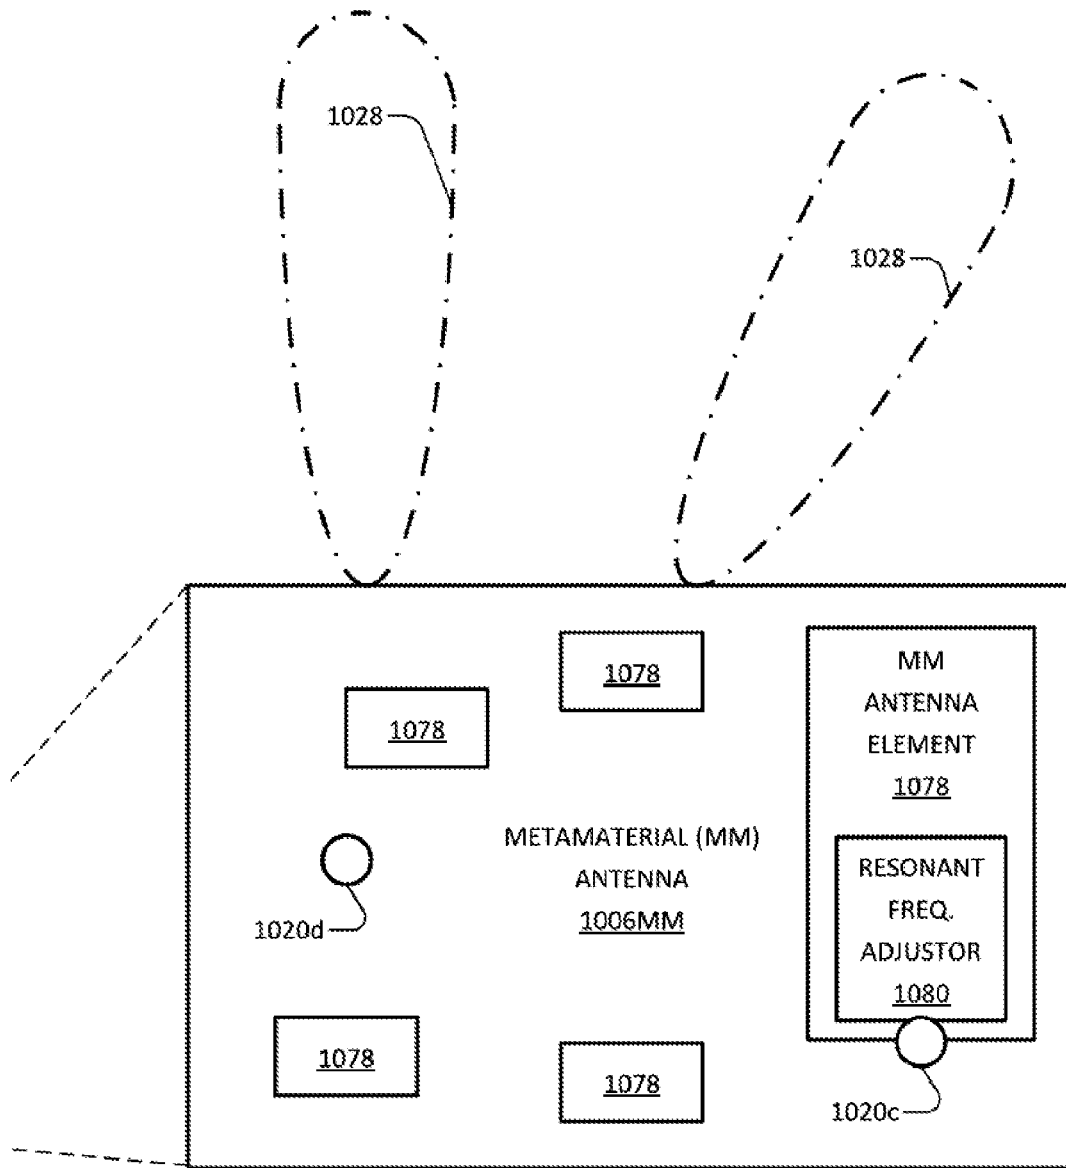 1028
1028
1078
1078
MM
ANTENNA
ELEMENT
1078
METAMATERIAL (MM)
ANTENNA
1006MM
RESONANT
FREQ.
ADJUSTOR
1080
1020d
1078
1078
1020c